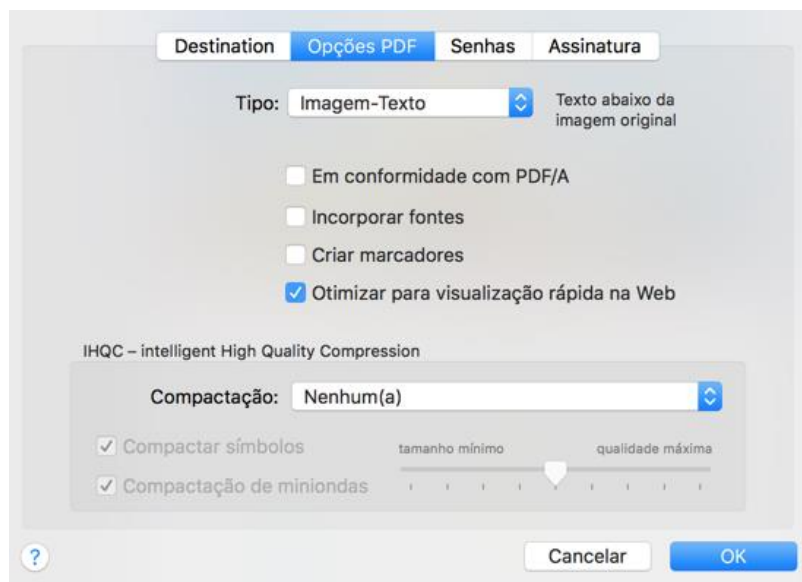 Destination Opções PDF Senhas Assinatura
Tipo: Imagem-Texto Texto abaixo da
imagem original
Em conformidade com PDF/A
Incorporar fontes
Criar marcadores
Otimizar para visualização rápida na Web
IHQC – intelligent High Quality Compression
Compactação: Nenhum(a)
Compactar símbolos tamanho mínimo qualidade máxima
Compactação de miniondas
? Cancelar OK